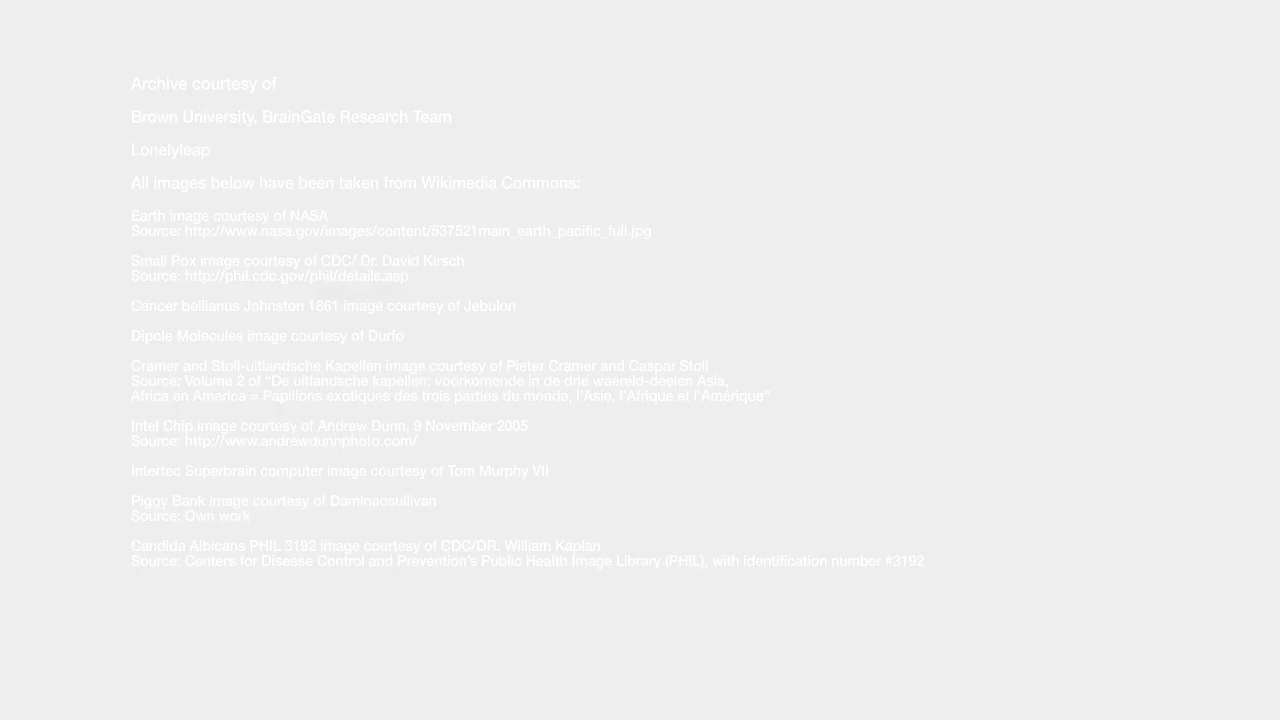 Archive courtesy of
Brown University, BrainGate Research Team
Lonelyleap
All images below have been taken from Wikimedia Commons:
Earth image courtesy of NASA
Source: http://www.nasa.gov/images/content/537521main_earth_pacific_full.jpg
Small Pox image courtesy of CDC/ Dr. David Kirsch
Source: http://phil.cdc.gov/phil/details.asp
Cancer bellianus Johnston 1861 image courtesy of Jebulon
Dipole Molecules image courtesy of Durfo
Cramer and Stoll-uitlandsche Kapellen image courtesy of Pieter Cramer and Caspar Stoll
Source: Volume 2 of "De uitlandsche kapellen: voorkomende in de drie waereld-deelen Asia,
Africa en America = Papillons exotiques des trois parties du monde, l'Asie, l'Afrique et l'Amérique"
Intel Chip image courtesy of Andrew Dunn, 9 November 2005
Source: http://www.andrewdunnphoto.com/
Intertec Superbrain computer image courtesy of Tom Murphy VII
Piggy Bank image courtesy of Daminaosullivan
Source: Own work
Candida Albicans PHIL 3192 image courtesy of CDC/DR. William Kaplan
Source: Centers for Disease Control and Prevention's Public Health Image Library (PHIL), with identification number #3192